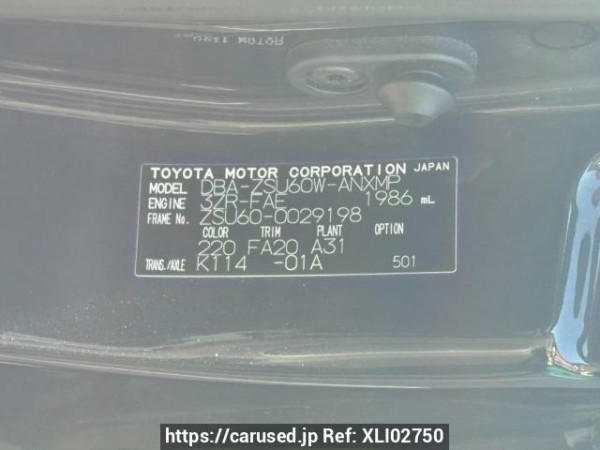 TOYOTA MOTOR CORPORATION JAPAN
MODEL DBA-ZSU60W-ANXMP
ENGINE 3ZR-FAE 1986 mL
FRAME No. ZSU60-0029198
COLOR TRIM PLANT OPTION
220 FA20 A31
TRANS./AXLE K114 -01A 501
https://carused.jp Ref: XLI02750